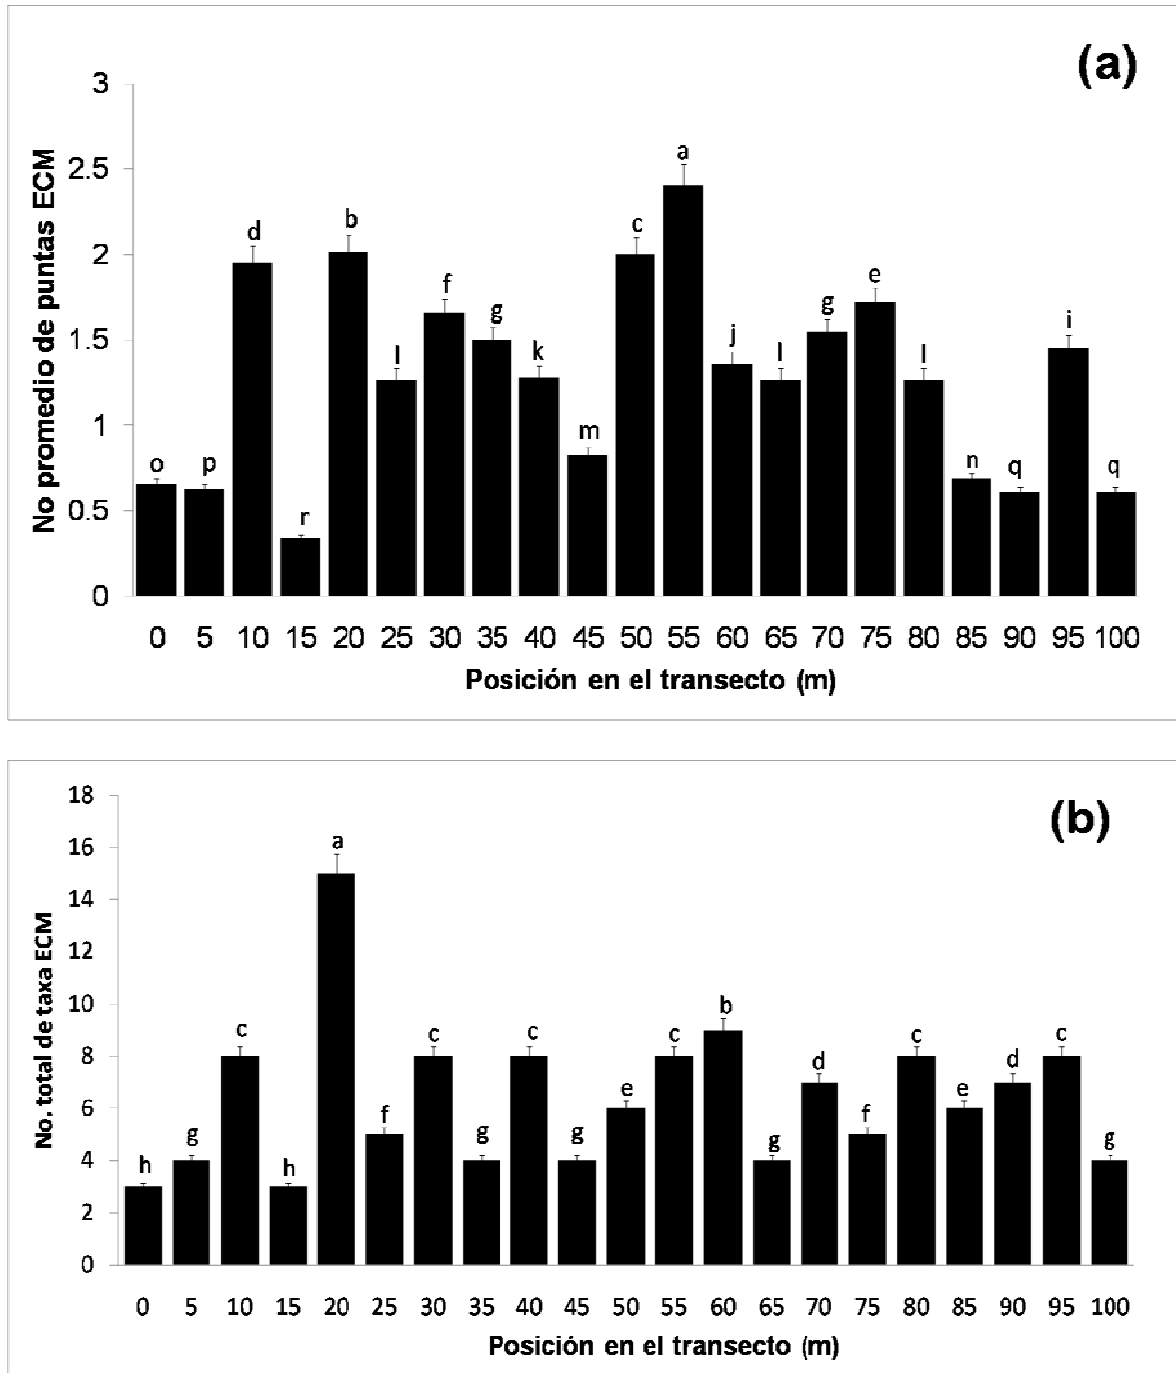 (a)
No promedio de puntas ECM
3
2.5
2
1.5
1
0.5
0
o p d r b l f g k m c a j l g e l n q i q
0 5 10 15 20 25 30 35 40 45 50 55 60 65 70 75 80 85 90 95 100
Posición en el transecto (m)
(b)
No. total de taxa ECM
18
16
14
12
10
8
6
4
2
0
h g c h a f c g c g e c b g d f c e d c g
0 5 10 15 20 25 30 35 40 45 50 55 60 65 70 75 80 85 90 95 100
Posición en el transecto (m)